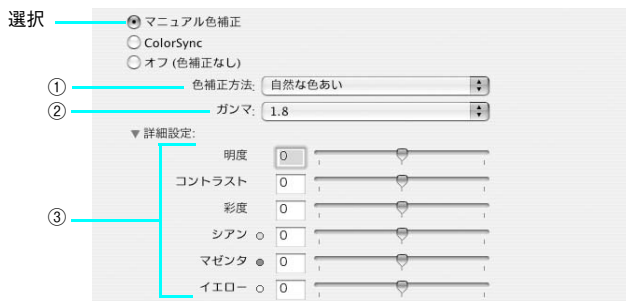 選択
マニュアル色補正
ColorSync
オフ (色補正なし)
① 色補正方法: 自然な色あい
② ガンマ: 1.8
▼ 詳細設定:
明度 0
コントラスト 0
③ 彩度 0
シアン 0
マゼンタ 0
イエロー 0